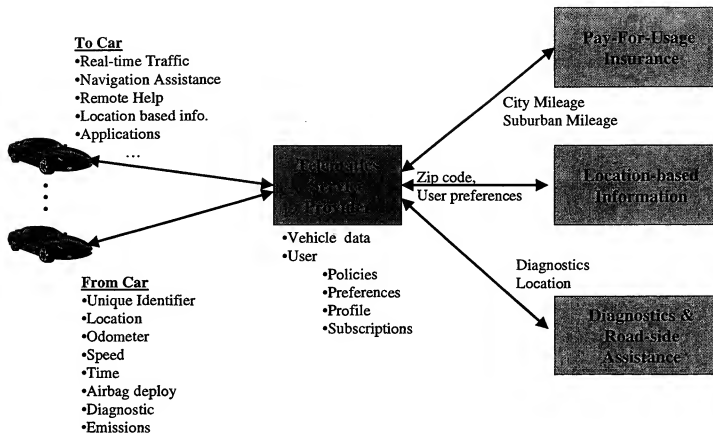 To Car
•Real-time Traffic
•Navigation Assistance
•Remote Help
•Location based info.
•Applications
...
From Car
•Unique Identifier
•Location
•Odometer
•Speed
•Time
•Airbag deploy
•Diagnostic
•Emissions
Telematics
Service
Provider
•Vehicle data
•User
•Policies
•Preferences
•Profile
•Subscriptions
City Mileage
Suburban Mileage
Zip code,
User preferences
Diagnostics
Location
Pay-For-Usage
Insurance
Location-based
Information
Diagnostics &
Road-side
Assistance